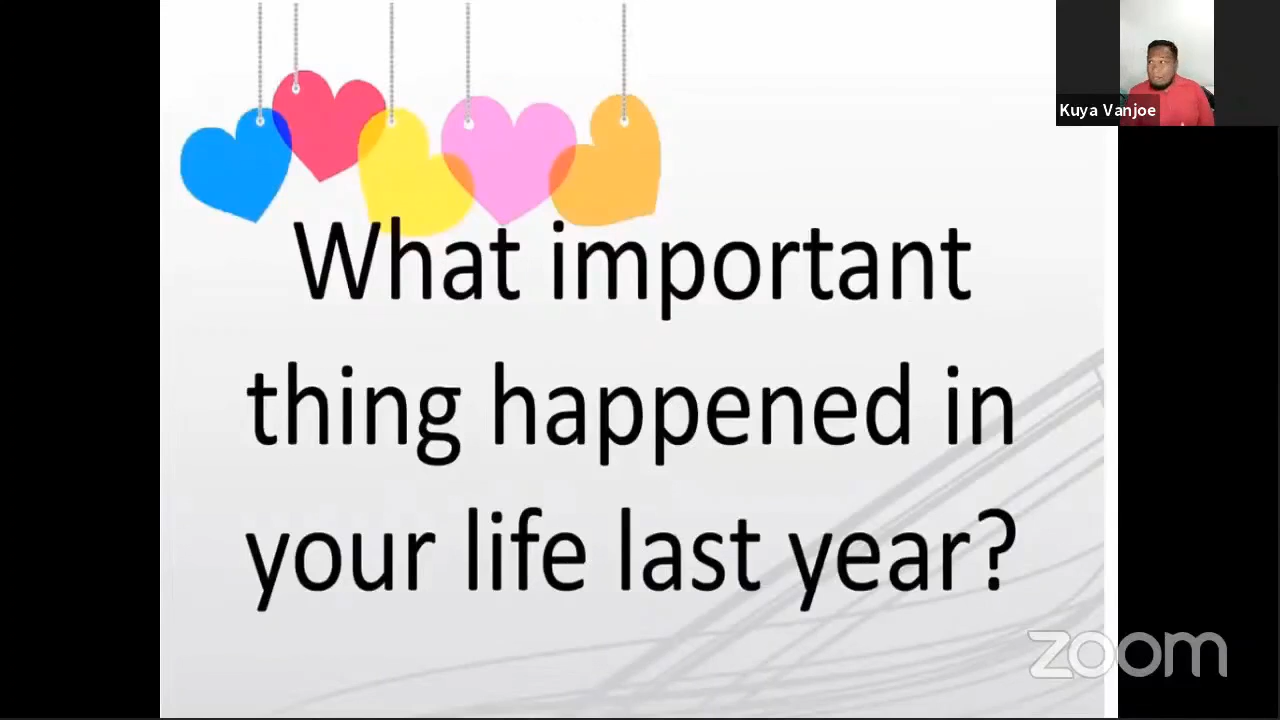 Kuya Vanjoe
What important
thing happened in
your life last year?
zoom